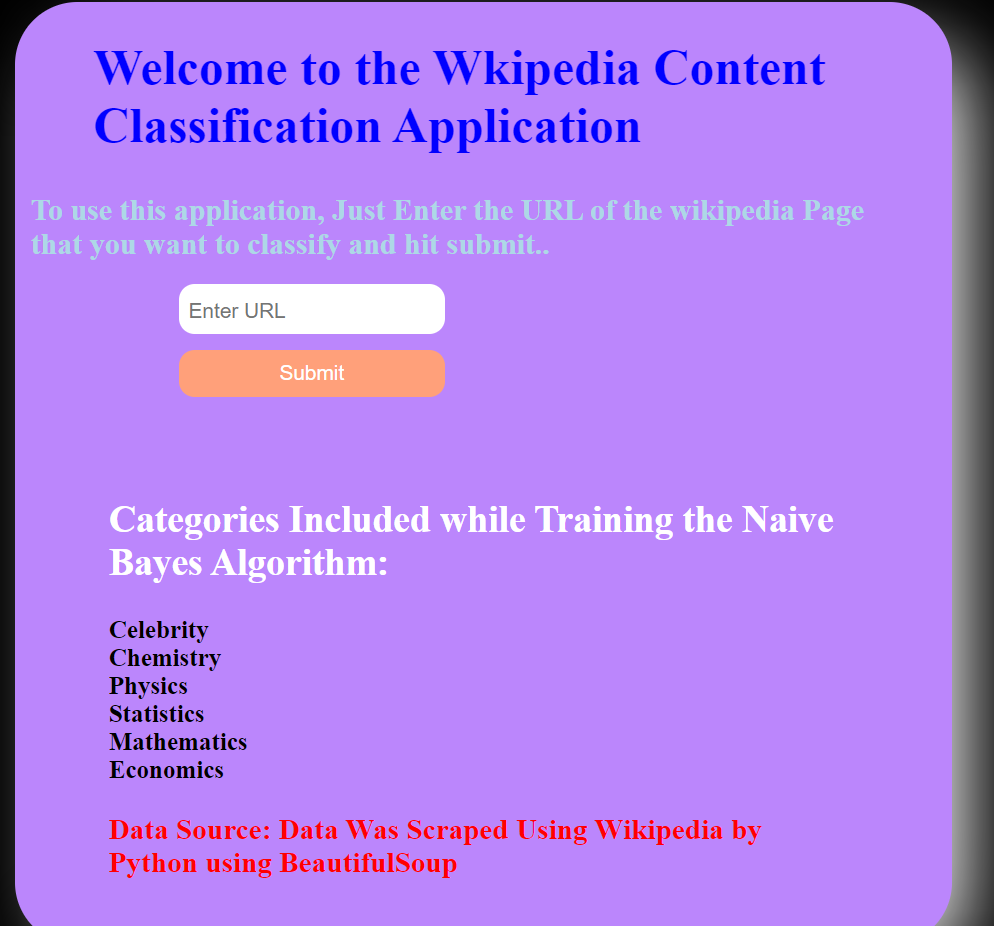 Welcome to the Wkipedia Content
Classification Application
To use this application, Just Enter the URL of the wikipedia Page
that you want to classify and hit submit..
Enter URL
Submit
Categories Included while Training the Naive
Bayes Algorithm:
Celebrity
Chemistry
Physics
Statistics
Mathematics
Economics
Data Source: Data Was Scraped Using Wikipedia by
Python using BeautifulSoup